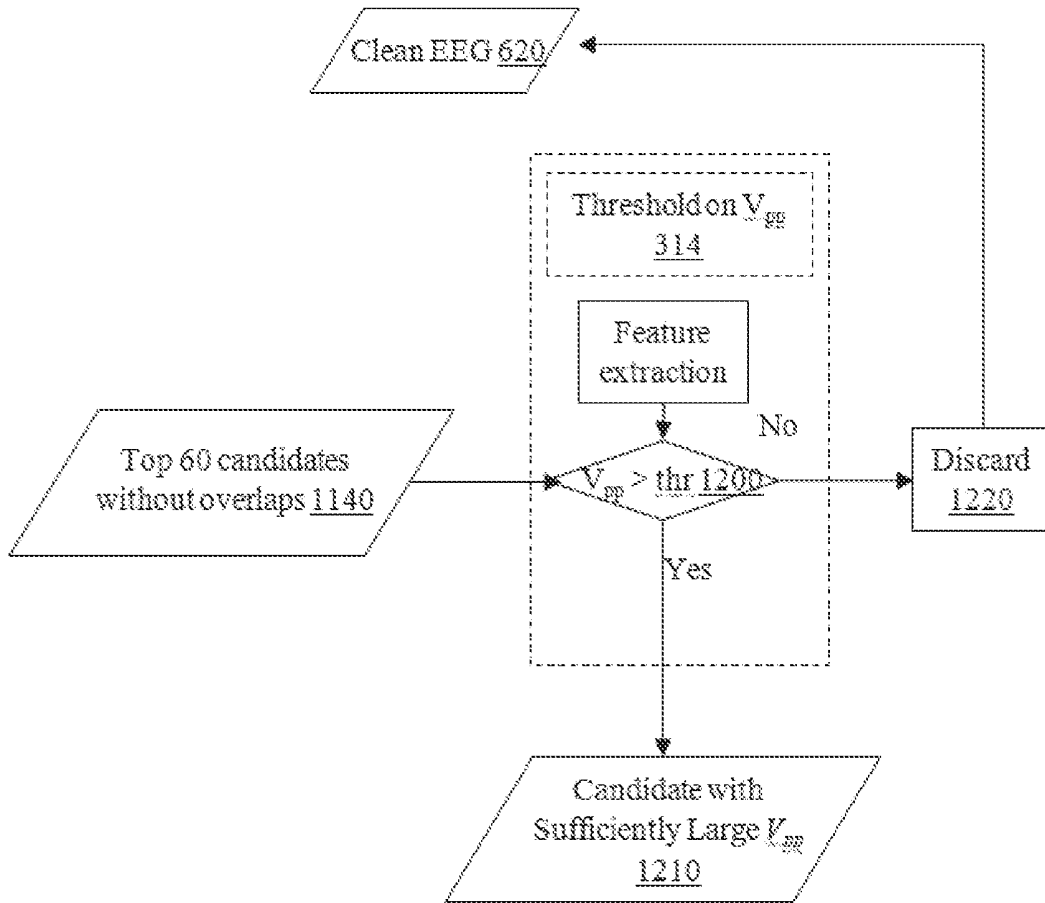 Clean EEG 620
Threshold on Vpp
314
Feature
extraction
No
Top 60 candidates
without overlaps 1140
Vpp > thr 1200
Discard
1220
Yes
Candidate with
Sufficiently Large Vpp
1210